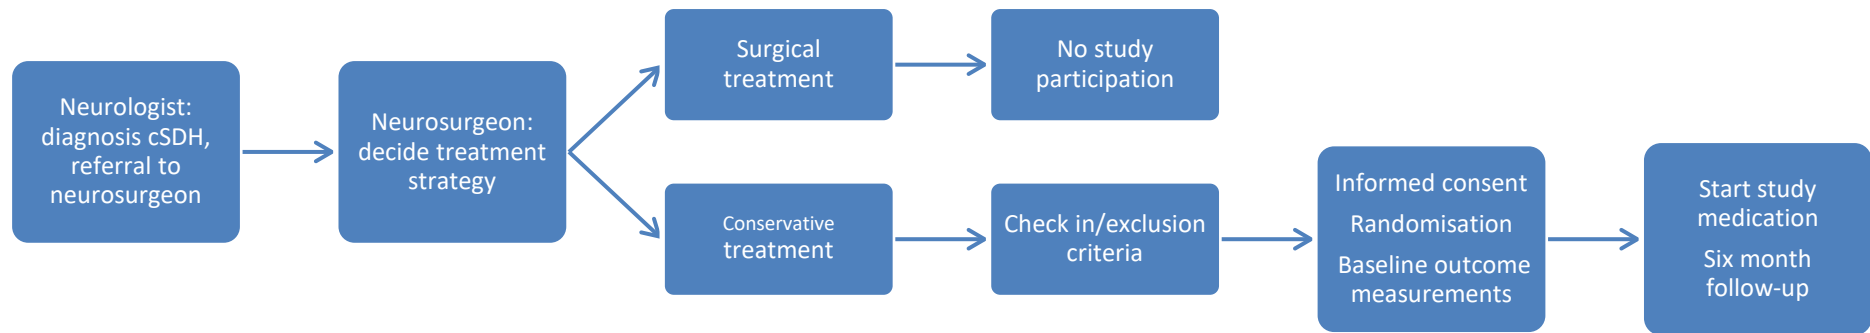 Neurologist:
diagnosis cSDH,
referral to
neurosurgeon
Neurosurgeon:
decide treatment
strategy
Surgical
treatment
No study
participation
Conservative
treatment
Check in/exclusion
criteria
Informed consent
Randomisation
Baseline outcome
measurements
Start study
medication
Six month
follow-up